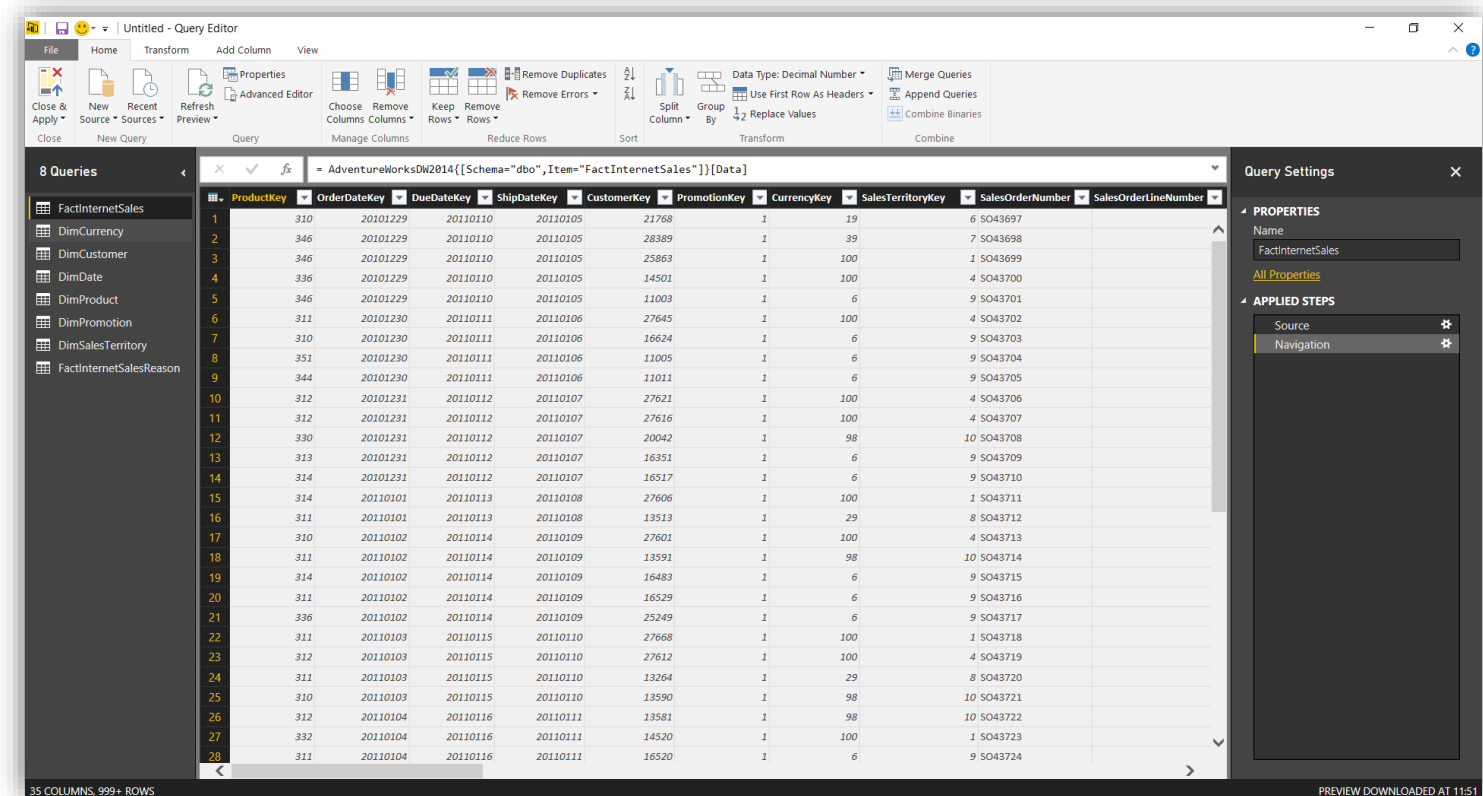 Untitled - Query Editor
File Home Transform Add Column View
Close & Apply
New Source
Recent Sources
Refresh Preview
Properties
Advanced Editor
Choose Columns
Remove Columns
Keep Rows
Remove Rows
Remove Duplicates
Remove Errors
Split Column
Group By
Data Type: Decimal Number
Use First Row As Headers
Replace Values
Merge Queries
Append Queries
Combine Binaries
Close New Query Query Manage Columns Reduce Rows Sort Transform Combine
8 Queries
FactInternetSales
DimCurrency
DimCustomer
DimDate
DimProduct
DimPromotion
DimSalesTerritory
FactInternetSalesReason
fx = AdventureWorksDW2014{[Schema="dbo",Item="FactInternetSales"]}[Data]
ProductKey OrderDateKey DueDateKey ShipDateKey CustomerKey PromotionKey CurrencyKey SalesTerritoryKey SalesOrderNumber SalesOrderLineNumber
1 310 20101229 20110110 20110105 21768 1 19 6 SO43697
2 346 20101229 20110110 20110105 28389 1 39 7 SO43698
3 346 20101229 20110110 20110105 25863 1 100 1 SO43699
4 336 20101229 20110110 20110105 14501 1 100 4 SO43700
5 346 20101229 20110110 20110105 11003 1 6 9 SO43701
6 311 20101230 20110111 20110106 27645 1 100 4 SO43702
7 310 20101230 20110111 20110106 16624 1 6 9 SO43703
8 351 20101230 20110111 20110106 11005 1 6 9 SO43704
9 344 20101230 20110111 20110106 11011 1 6 9 SO43705
10 312 20101231 20110112 20110107 27621 1 100 4 SO43706
11 312 20101231 20110112 20110107 27616 1 100 4 SO43707
12 330 20101231 20110112 20110107 20042 1 98 10 SO43708
13 313 20101231 20110112 20110107 16351 1 6 9 SO43709
14 314 20101231 20110112 20110107 16517 1 6 9 SO43710
15 314 20110101 20110113 20110108 27606 1 100 1 SO43711
16 311 20110101 20110113 20110108 13513 1 29 8 SO43712
17 310 20110102 20110114 20110109 27601 1 100 4 SO43713
18 311 20110102 20110114 20110109 13591 1 98 10 SO43714
19 314 20110102 20110114 20110109 16483 1 6 9 SO43715
20 311 20110102 20110114 20110109 16529 1 6 9 SO43716
21 336 20110102 20110114 20110109 25249 1 6 9 SO43717
22 311 20110103 20110115 20110110 27668 1 100 1 SO43718
23 312 20110103 20110115 20110110 27612 1 100 4 SO43719
24 311 20110103 20110115 20110110 13264 1 29 8 SO43720
25 310 20110103 20110115 20110110 13590 1 98 10 SO43721
26 312 20110104 20110116 20110111 13581 1 98 10 SO43722
27 332 20110104 20110116 20110111 14520 1 100 1 SO43723
28 311 20110104 20110116 20110111 16520 1 6 9 SO43724
Query Settings
PROPERTIES
Name
FactInternetSales
All Properties
APPLIED STEPS
Source
Navigation
35 COLUMNS, 999+ ROWS
PREVIEW DOWNLOADED AT 11:51